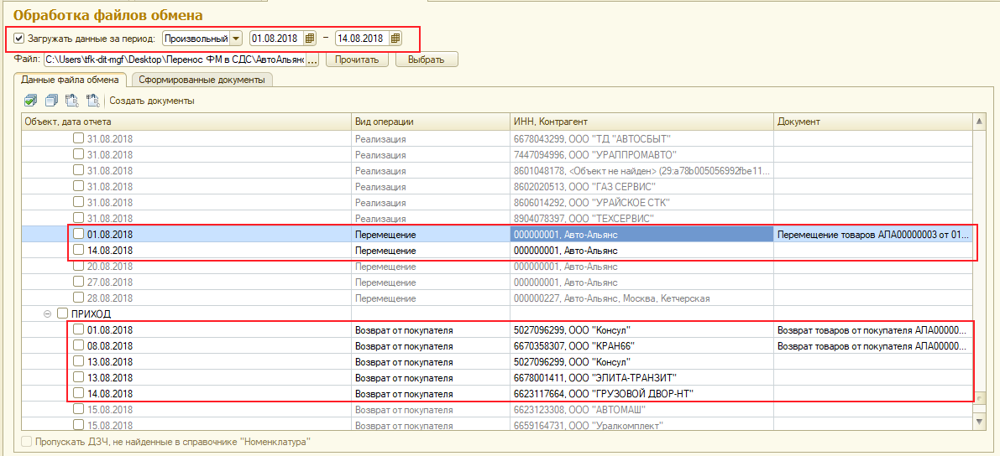 Обработка файлов обмена
Загружать данные за период: Произвольный 01.08.2018 – 14.08.2018
Файл: C:\Users\tfk-dit-mgf\Desktop\Перенос ФМ в СДС\АвтоАльян ... Прочитать Выбрать
Данные файла обмена Сформированные документы
Создать документы
Объект, дата отчета Вид операции ИНН, Контрагент Документ
31.08.2018 Реализация 6678043299, ООО "ТД "АВТОСБЫТ"
31.08.2018 Реализация 7447094996, ООО "УРАЛПРОМАВТО"
31.08.2018 Реализация 8601048178, <Объект не найден> (29:a78b005056992fbe11...
31.08.2018 Реализация 8602020513, ООО "ГАЗ СЕРВИС"
31.08.2018 Реализация 8606014292, ООО "УРАЙСКОЕ СТК"
31.08.2018 Реализация 8904078397, ООО "ТЕХСЕРВИС"
01.08.2018 Перемещение 000000001, Авто-Альянс Перемещение товаров АПА00000003 от 01...
14.08.2018 Перемещение 000000001, Авто-Альянс
20.08.2018 Перемещение 000000001, Авто-Альянс
27.08.2018 Перемещение 000000001, Авто-Альянс
28.08.2018 Перемещение 000000227, Авто-Альянс, Москва, Кетчерская
ПРИХОД
01.08.2018 Возврат от покупателя 5027096299, ООО "Консул" Возврат товаров от покупателя АПА00000...
08.08.2018 Возврат от покупателя 6670358307, ООО "КРАН66" Возврат товаров от покупателя АПА00000...
13.08.2018 Возврат от покупателя 5027096299, ООО "Консул"
13.08.2018 Возврат от покупателя 6678001411, ООО "ЭЛИТА-ТРАНЗИТ"
14.08.2018 Возврат от покупателя 6623117664, ООО "ГРУЗОВОЙ ДВОР-НТ"
15.08.2018 Возврат от покупателя 6623123308, ООО "АВТОМАШ"
15.08.2018 Возврат от покупателя 6659164731, ООО "Уралкомплект"
Пропускать ДЗЧ, не найденные в справочнике "Номенклатура"